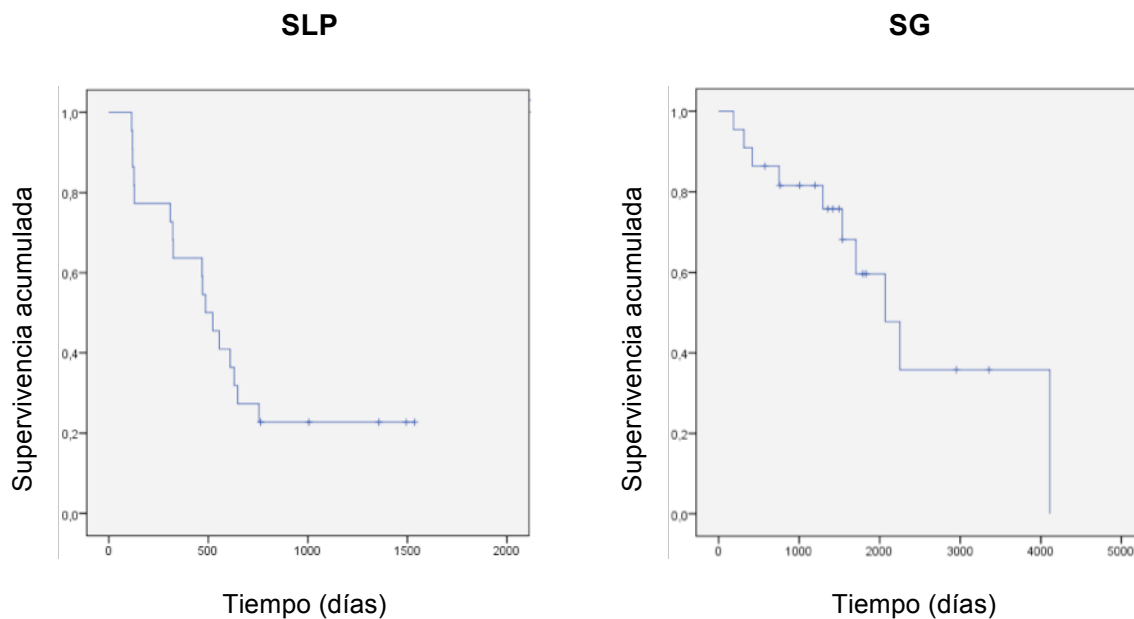 SLP
Supervivencia acumulada
1,0
0,8
0,6
0,4
0,2
0,0
0 500 1000 1500 2000
Tiempo (días)
SG
Supervivencia acumulada
1,0
0,8
0,6
0,4
0,2
0,0
0 1000 2000 3000 4000 5000
Tiempo (días)